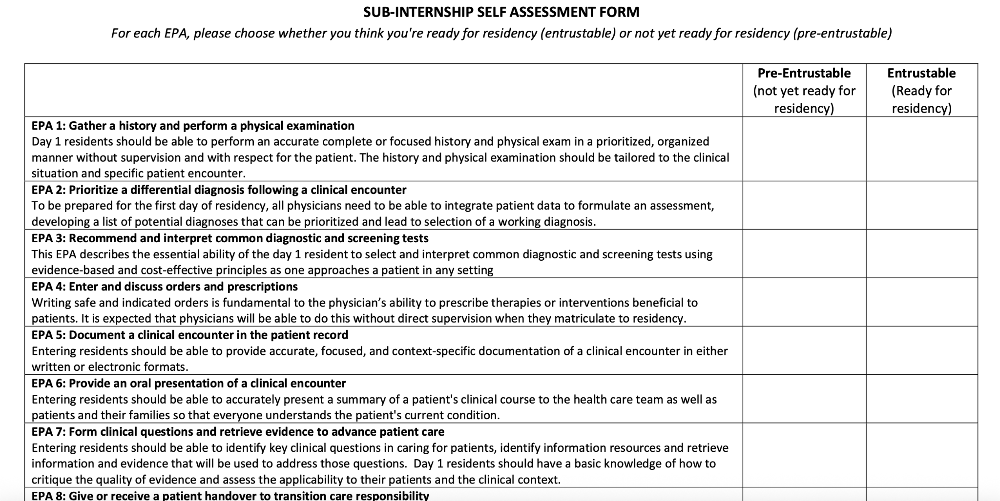 SUB-INTERNSHIP SELF ASSESSMENT FORM
For each EPA, please choose whether you think you're ready for residency (entrustable) or not yet ready for residency (pre-entrustable)
Pre-Entrustable
(not yet ready for
residency)
Entrustable
(Ready for
residency)
EPA 1: Gather a history and perform a physical examination
Day 1 residents should be able to perform an accurate complete or focused history and physical exam in a prioritized, organized
manner without supervision and with respect for the patient. The history and physical examination should be tailored to the clinical
situation and specific patient encounter.
EPA 2: Prioritize a differential diagnosis following a clinical encounter
To be prepared for the first day of residency, all physicians need to be able to integrate patient data to formulate an assessment,
developing a list of potential diagnoses that can be prioritized and lead to selection of a working diagnosis.
EPA 3: Recommend and interpret common diagnostic and screening tests
This EPA describes the essential ability of the day 1 resident to select and interpret common diagnostic and screening tests using
evidence-based and cost-effective principles as one approaches a patient in any setting
EPA 4: Enter and discuss orders and prescriptions
Writing safe and indicated orders is fundamental to the physician’s ability to prescribe therapies or interventions beneficial to
patients. It is expected that physicians will be able to do this without direct supervision when they matriculate to residency.
EPA 5: Document a clinical encounter in the patient record
Entering residents should be able to provide accurate, focused, and context-specific documentation of a clinical encounter in either
written or electronic formats.
EPA 6: Provide an oral presentation of a clinical encounter
Entering residents should be able to accurately present a summary of a patient's clinical course to the health care team as well as
patients and their families so that everyone understands the patient's current condition.
EPA 7: Form clinical questions and retrieve evidence to advance patient care
Entering residents should be able to identify key clinical questions in caring for patients, identify information resources and retrieve
information and evidence that will be used to address those questions.  Day 1 residents should have a basic knowledge of how to
critique the quality of evidence and assess the applicability to their patients and the clinical context.
EPA 8: Give or receive a patient handover to transition care responsibility